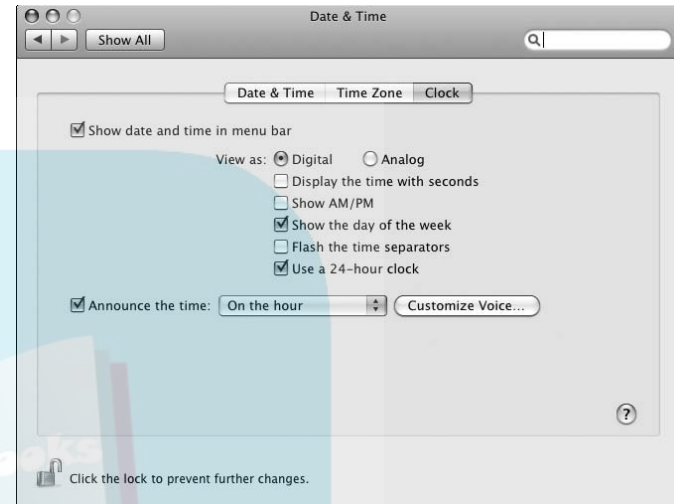 Date & Time
Show All
Date & Time Time Zone Clock
Show date and time in menu bar
View as: Digital Analog
Display the time with seconds
Show AM/PM
Show the day of the week
Flash the time separators
Use a 24-hour clock
Announce the time: On the hour Customize Voice...
?
Click the lock to prevent further changes.